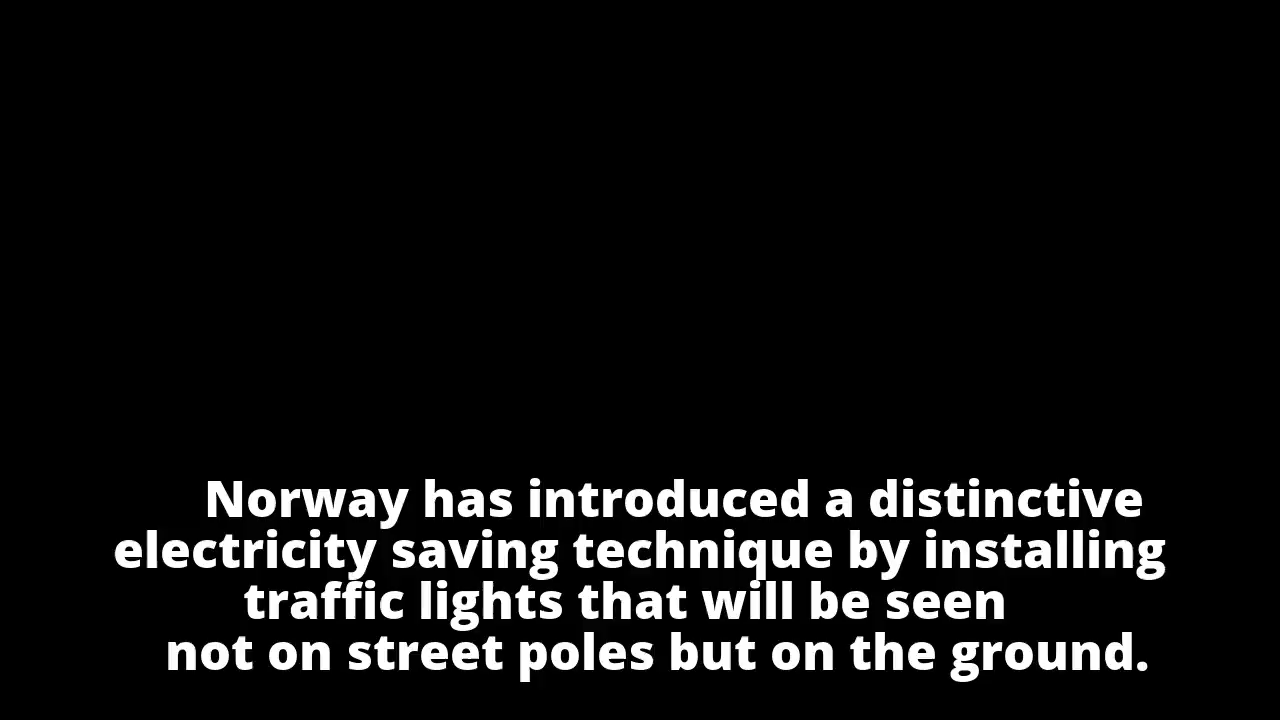 Norway has introduced a distinctive
electricity saving technique by installing
traffic lights that will be seen
not on street poles but on the ground.